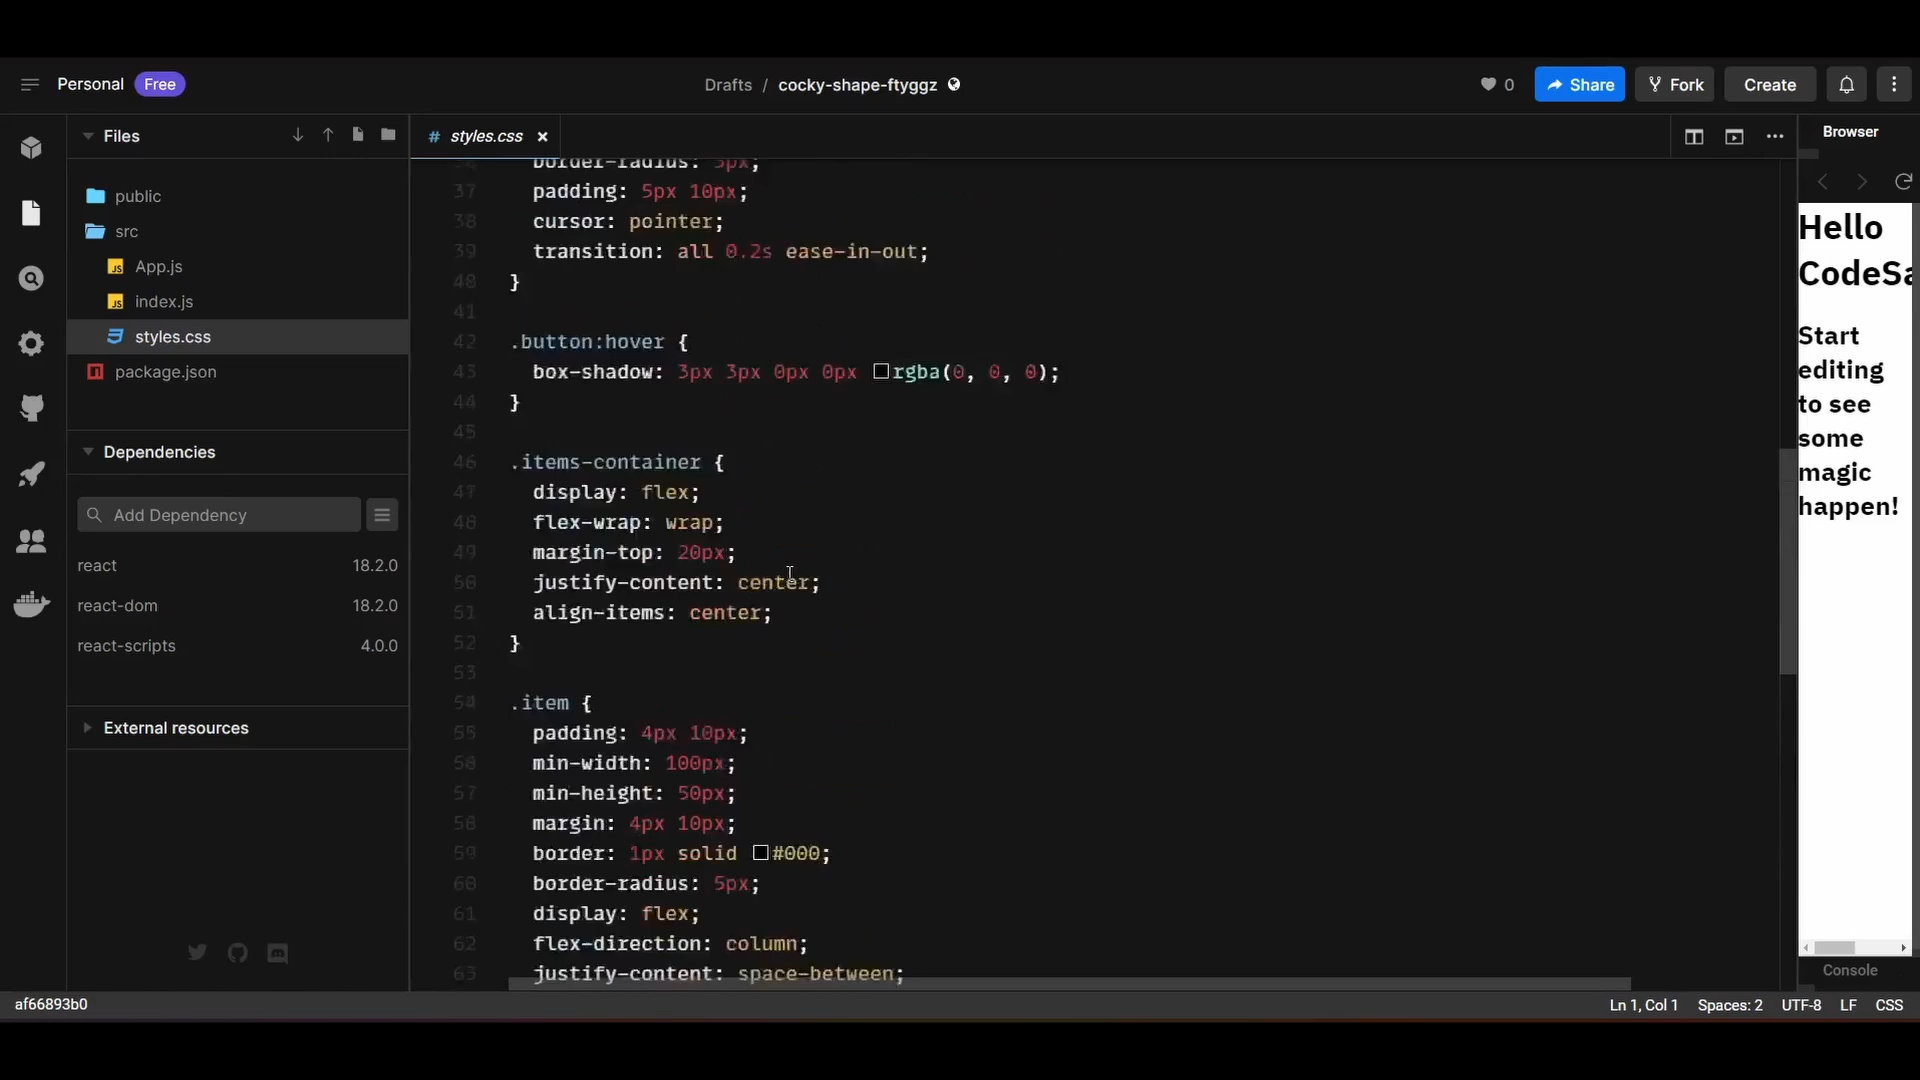 Personal Free
Drafts / cocky-shape-ftyggz
0
Share
Fork
Create
Files
public
src
App.js
index.js
styles.css
package.json
Dependencies
Add Dependency
react 18.2.0
react-dom 18.2.0
react-scripts 4.0.0
External resources
# styles.css
border-radius: 5px;
37 padding: 5px 10px;
38 cursor: pointer;
39 transition: all 0.2s ease-in-out;
40 }
41
42 .button:hover {
43 box-shadow: 3px 3px 0px 0px rgba(0, 0, 0);
44 }
45
46 .items-container {
47 display: flex;
48 flex-wrap: wrap;
49 margin-top: 20px;
50 justify-content: center;
51 align-items: center;
52 }
53
54 .item {
55 padding: 4px 10px;
56 min-width: 100px;
57 min-height: 50px;
58 margin: 4px 10px;
59 border: 1px solid #000;
60 border-radius: 5px;
61 display: flex;
62 flex-direction: column;
63 justify-content: space-between;
Browser
Hello
CodeSa
Start
editing
to see
some
magic
happen!
Console
af66893b0
Ln 1, Col 1 Spaces: 2 UTF-8 LF CSS